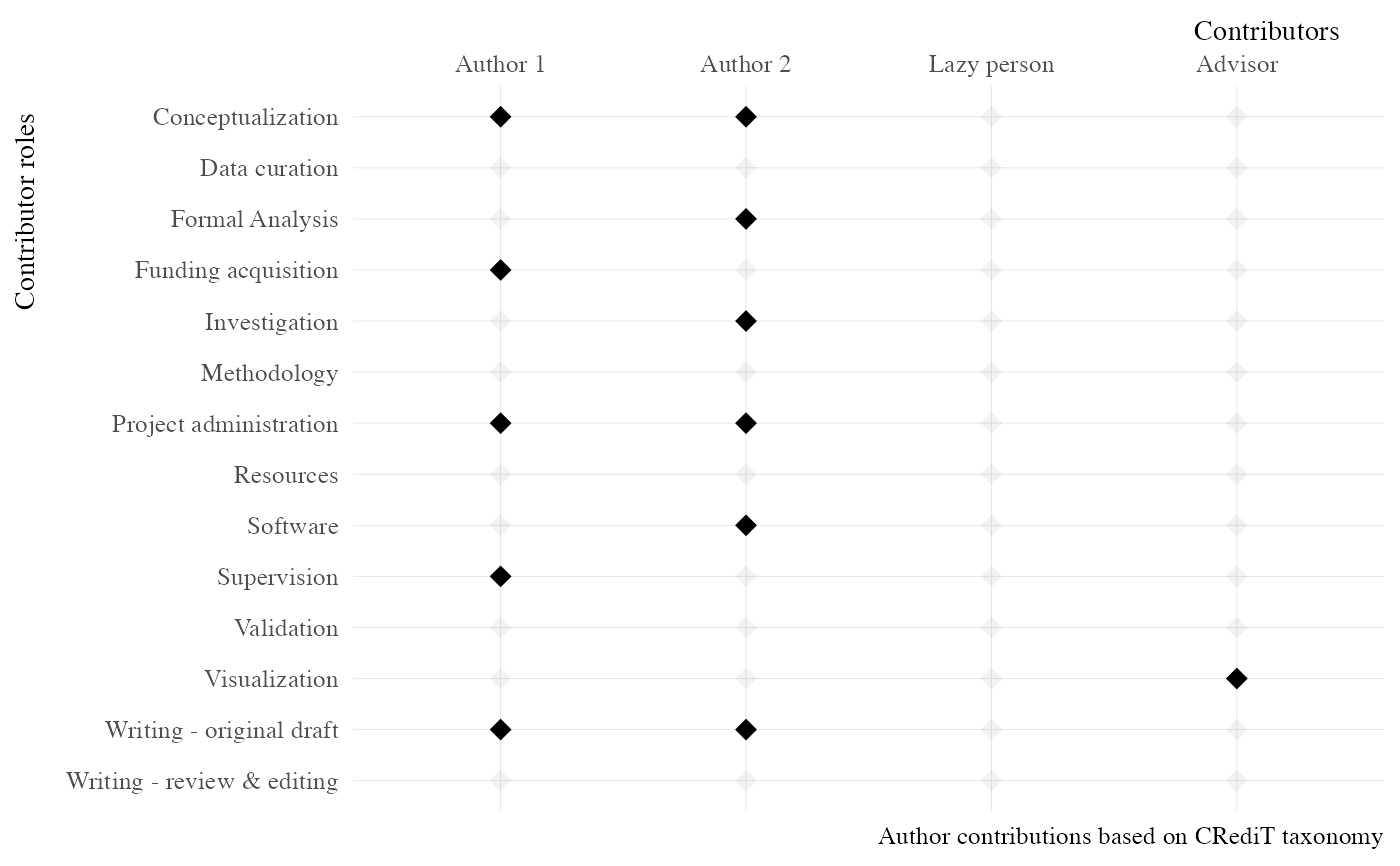 Contributors
Author 1 Author 2 Lazy person Advisor
Contributor roles
Conceptualization
Data curation
Formal Analysis
Funding acquisition
Investigation
Methodology
Project administration
Resources
Software
Supervision
Validation
Visualization
Writing - original draft
Writing - review & editing
Author contributions based on CRediT taxonomy